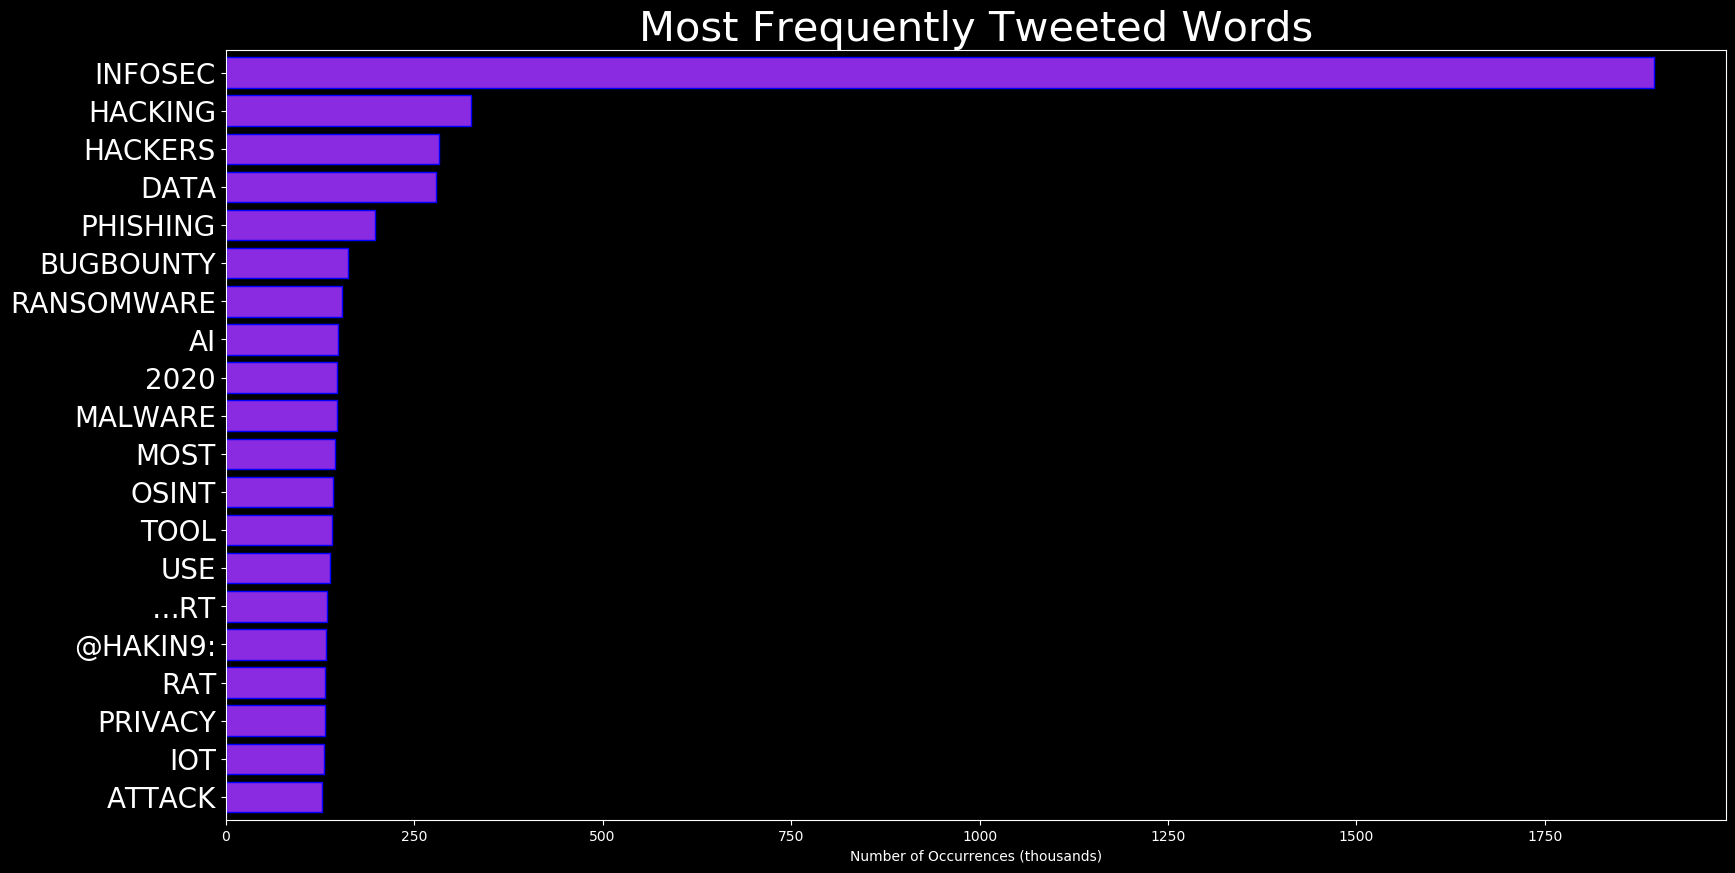 Most Frequently Tweeted Words
INFOSEC
HACKING
HACKERS
DATA
PHISHING
BUGBOUNTY
RANSOMWARE
AI
2020
MALWARE
MOST
OSINT
TOOL
USE
…RT
@HAKIN9:
RAT
PRIVACY
IOT
ATTACK
0 250 500 750 1000 1250 1500 1750
Number of Occurrences (thousands)